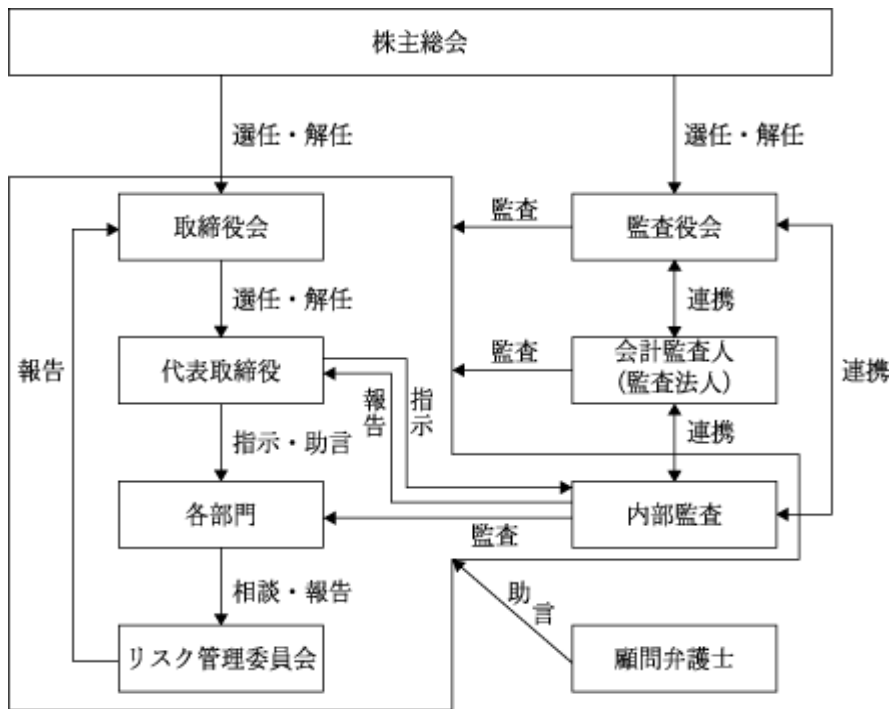 株主総会
選任・解任
選任・解任
取締役会
監査
監査役会
選任・解任
連携
報告
代表取締役
報告
指示
監査
会計監査人
(監査法人)
連携
指示・助言
連携
各部門
監査
内部監査
相談・報告
助言
リスク管理委員会
顧問弁護士